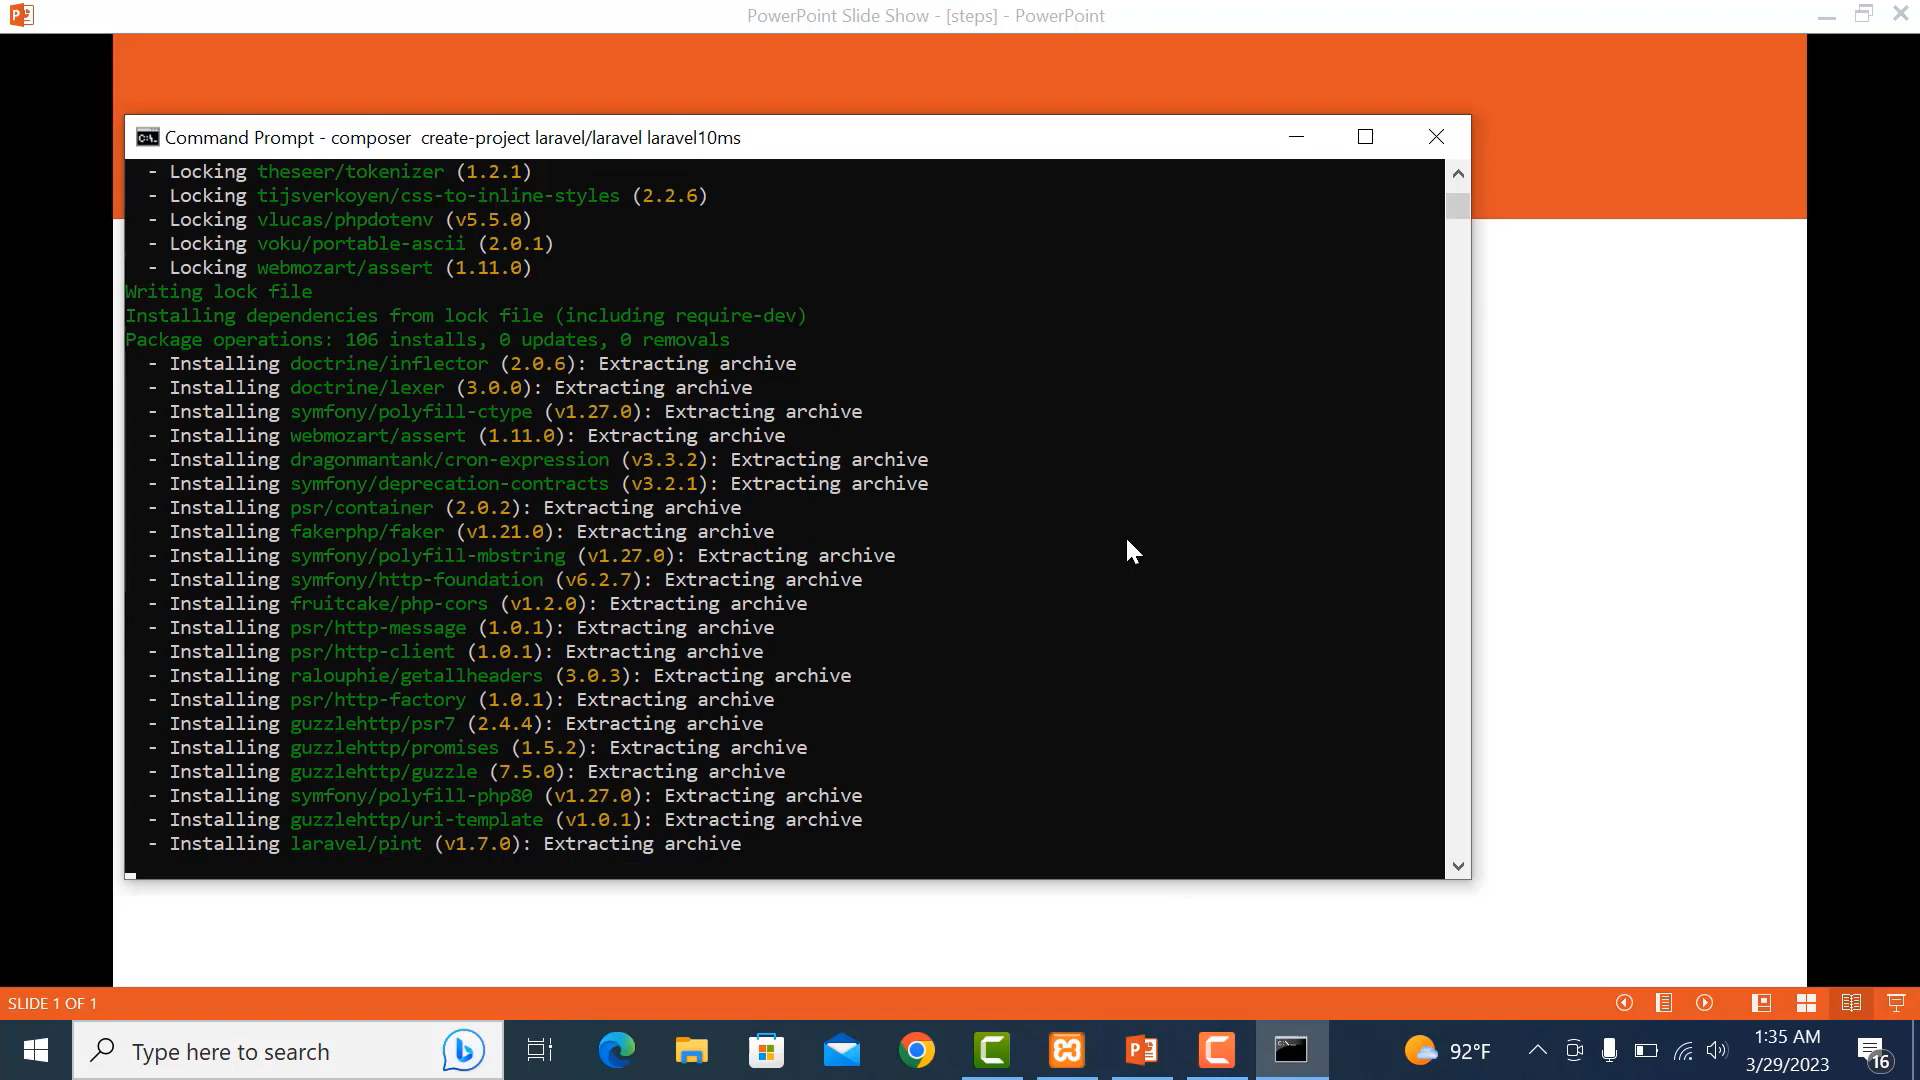 PowerPoint Slide Show - [steps] - PowerPoint
Command Prompt - composer  create-project laravel/laravel laravel10ms
- Locking theseer/tokenizer (1.2.1)
- Locking tijsverkoyen/css-to-inline-styles (2.2.6)
- Locking vlucas/phpdotenv (v5.5.0)
- Locking voku/portable-ascii (2.0.1)
- Locking webmozart/assert (1.11.0)
Writing lock file
Installing dependencies from lock file (including require-dev)
Package operations: 106 installs, 0 updates, 0 removals
- Installing doctrine/inflector (2.0.6): Extracting archive
- Installing doctrine/lexer (3.0.0): Extracting archive
- Installing symfony/polyfill-ctype (v1.27.0): Extracting archive
- Installing webmozart/assert (1.11.0): Extracting archive
- Installing dragonmantank/cron-expression (v3.3.2): Extracting archive
- Installing symfony/deprecation-contracts (v3.2.1): Extracting archive
- Installing psr/container (2.0.2): Extracting archive
- Installing fakerphp/faker (v1.21.0): Extracting archive
- Installing symfony/polyfill-mbstring (v1.27.0): Extracting archive
- Installing symfony/http-foundation (v6.2.7): Extracting archive
- Installing fruitcake/php-cors (v1.2.0): Extracting archive
- Installing psr/http-message (1.0.1): Extracting archive
- Installing psr/http-client (1.0.1): Extracting archive
- Installing ralouphie/getallheaders (3.0.3): Extracting archive
- Installing psr/http-factory (1.0.1): Extracting archive
- Installing guzzlehttp/psr7 (2.4.4): Extracting archive
- Installing guzzlehttp/promises (1.5.2): Extracting archive
- Installing guzzlehttp/guzzle (7.5.0): Extracting archive
- Installing symfony/polyfill-php80 (v1.27.0): Extracting archive
- Installing guzzlehttp/uri-template (v1.0.1): Extracting archive
- Installing laravel/pint (v1.7.0): Extracting archive
SLIDE 1 OF 1
Type here to search
92°F
1:35 AM
3/29/2023
16